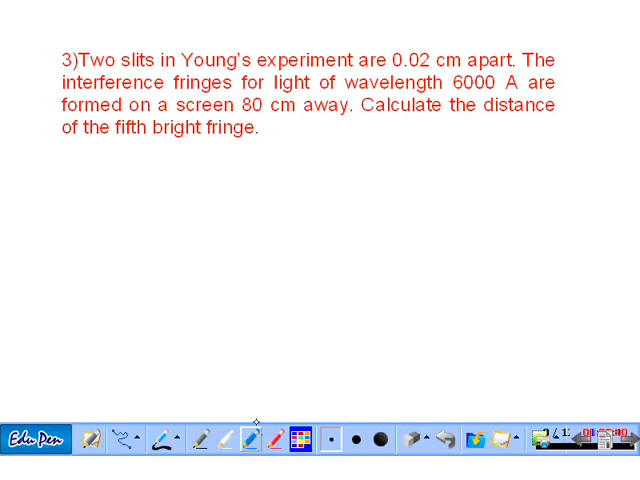 3)Two slits in Young's experiment are 0.02 cm apart. The
interference fringes for light of wavelength 6000 A are
formed on a screen 80 cm away. Calculate the distance
of the fifth bright fringe.
Edu Pen